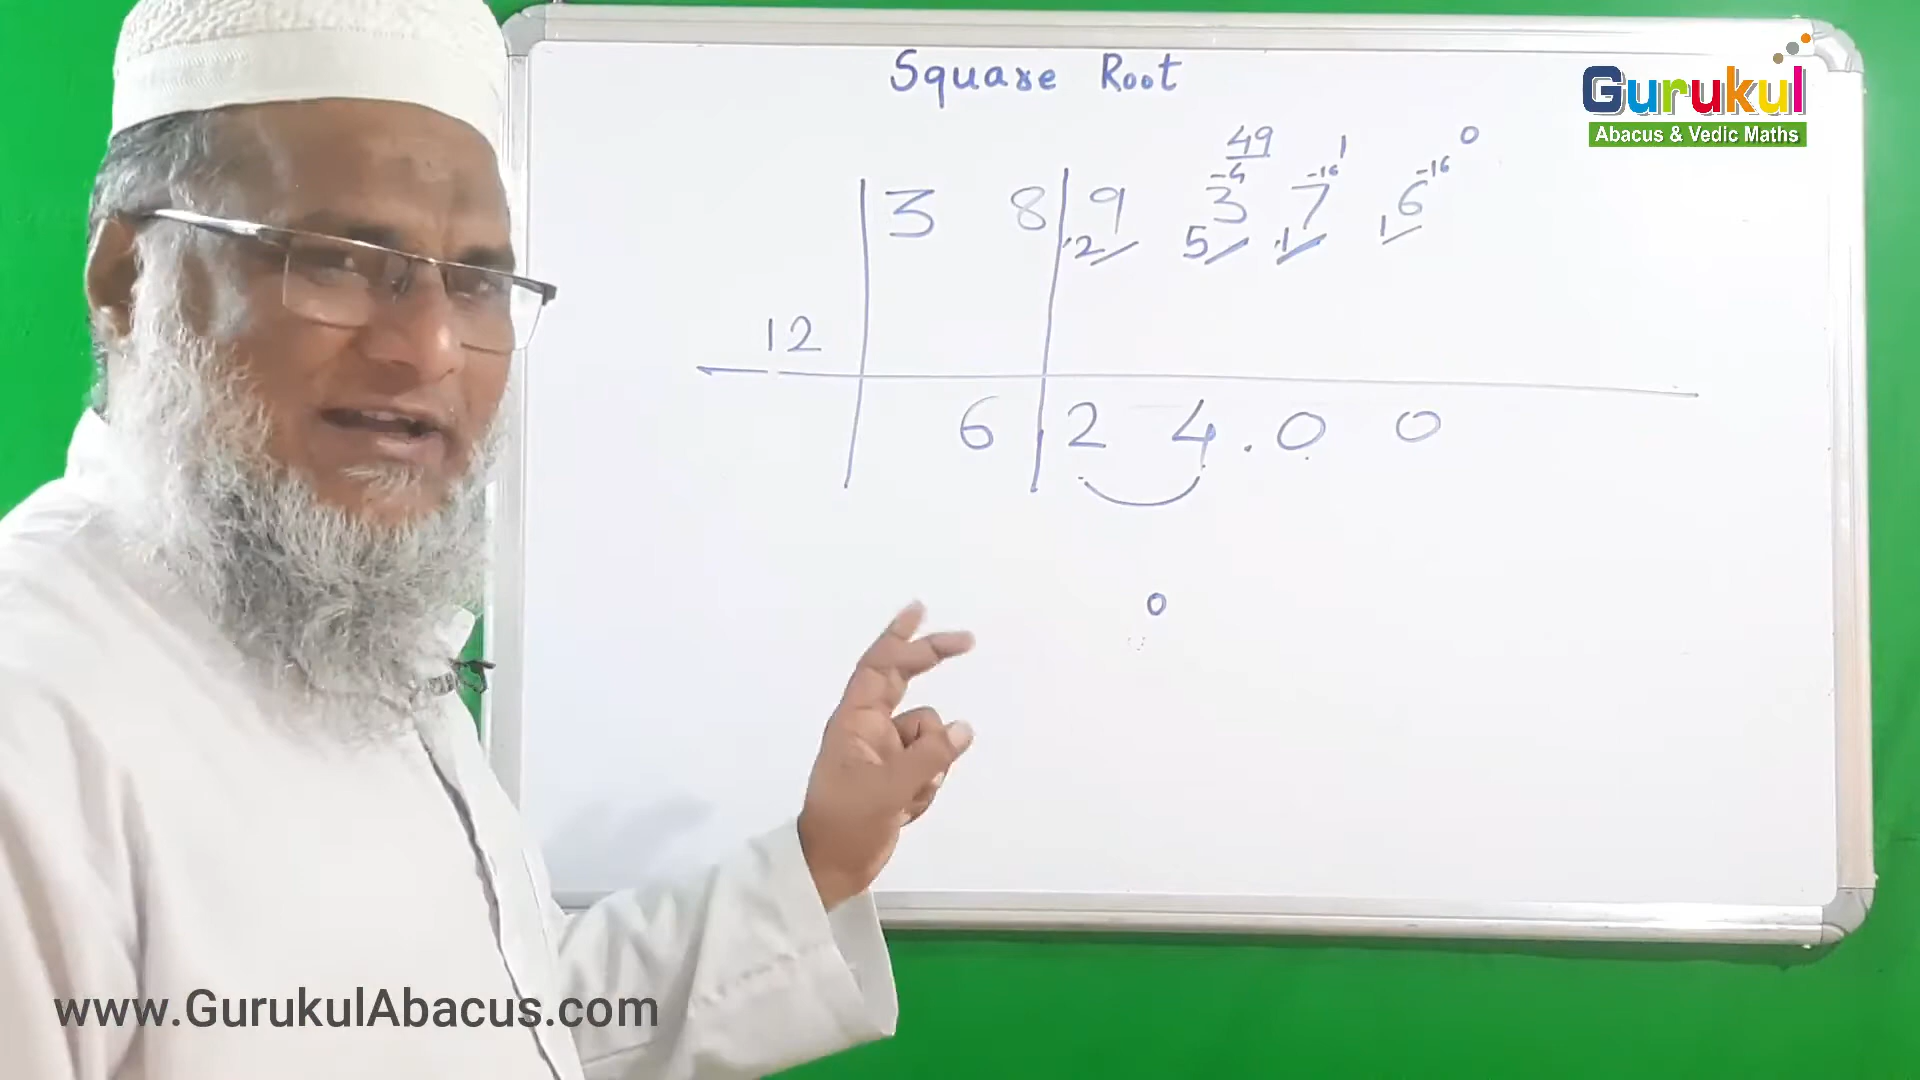 Square Root
Gurukul
Abacus & Vedic Maths
49 1 0
-4 -16 -16
3 8 9 3 7 6
2 5 1 1
12
6 2 4 . 0 0
0
www.GurukulAbacus.com